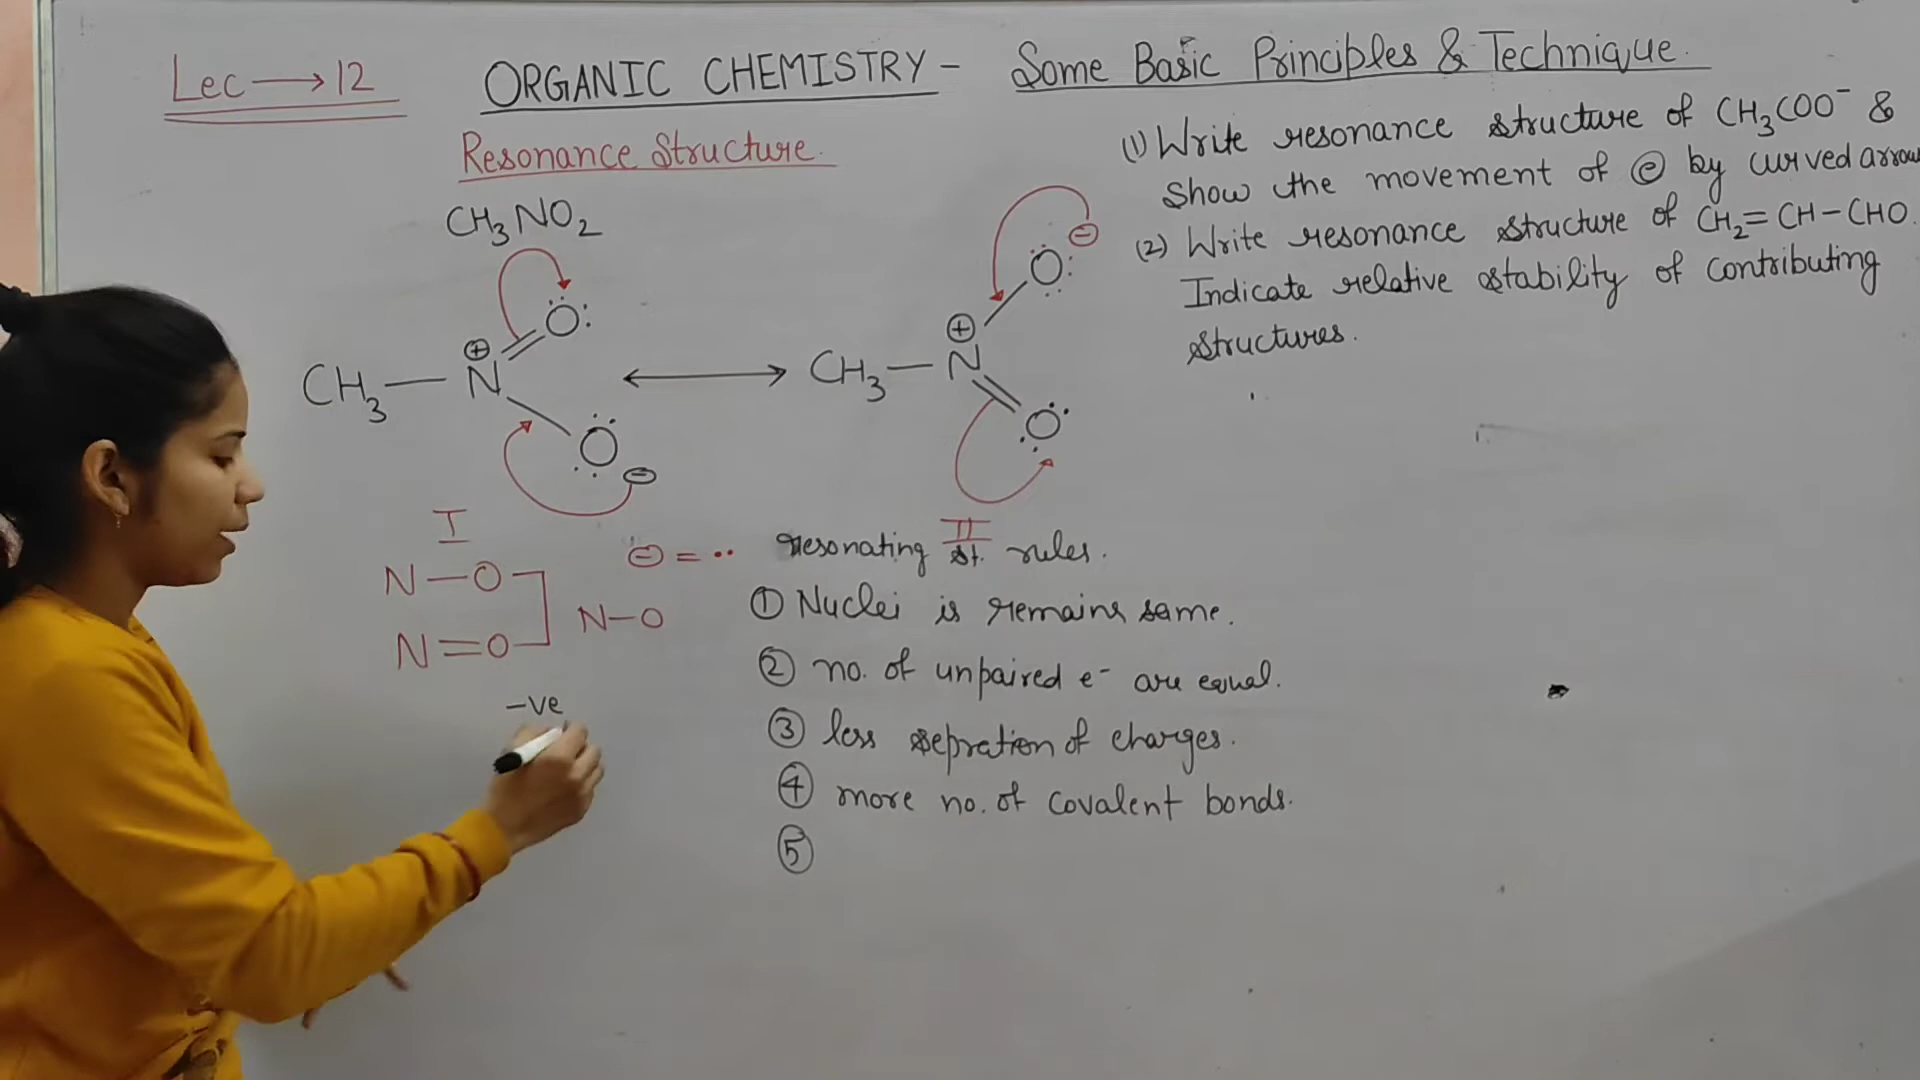 Lec → 12
ORGANIC CHEMISTRY - Some Basic Principles & Technique.
Resonance Structure.
CH₃NO₂
CH₃ — N ⊕ = O : — O ⊖
↔
CH₃ — N ⊕ — O ⊖ = O
I
II
N — O
N = O
N — O
⊖ = ••
-ve
(1) Write resonance structure of CH₃COO⁻ &
Show the movement of e by curved arrow
(2) Write resonance structure of CH₂=CH-CHO.
Indicate relative stability of contributing
structures.
resonating st. rules.
① Nuclei is remains same.
② no. of unpaired e⁻ are equal.
③ less sepretion of charges.
④ more no. of covalent bonds.
⑤